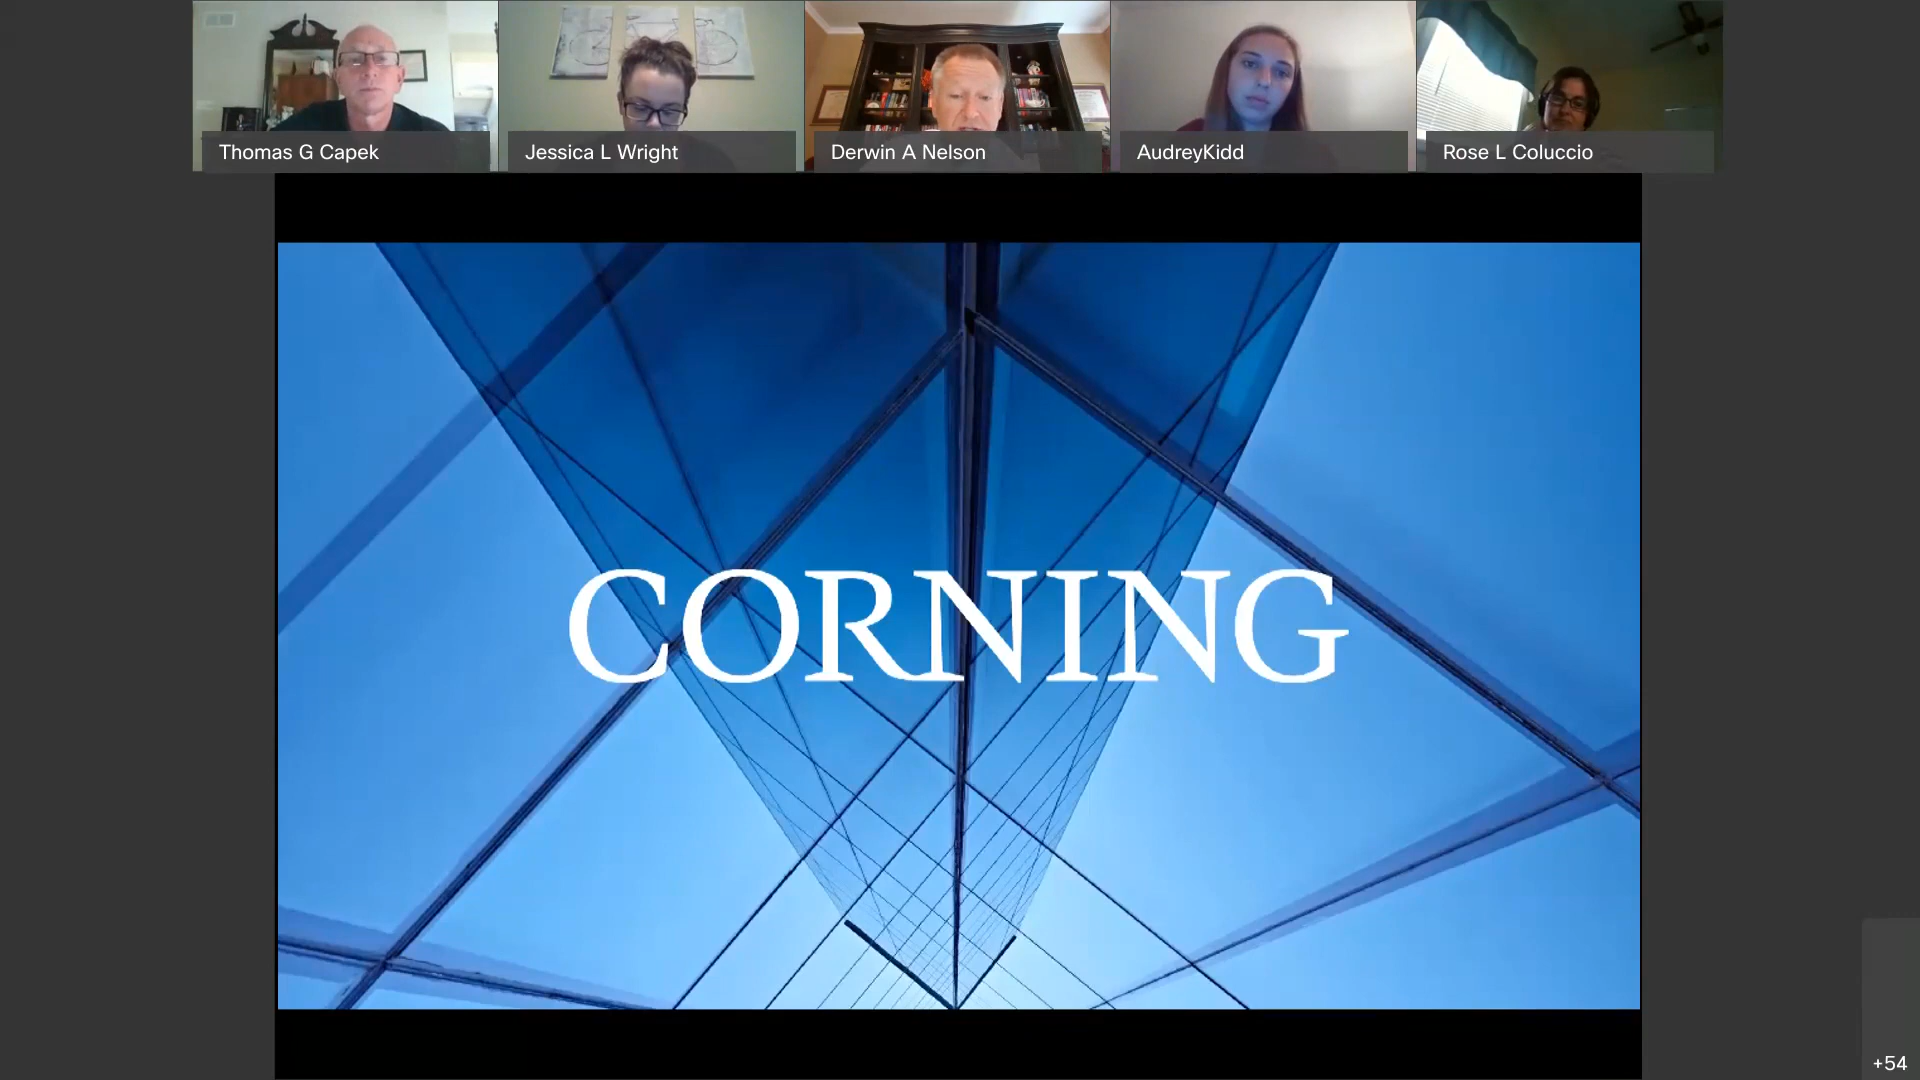 Thomas G Capek
Jessica L Wright
Derwin A Nelson
AudreyKidd
Rose L Coluccio
CORNING
+54